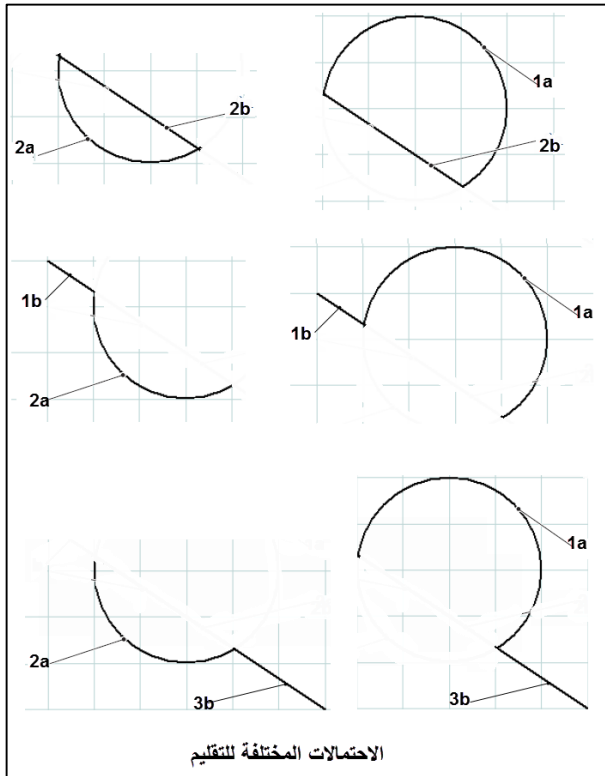 2b
2a
1a
2b
1b
2a
1a
1b
2a
3b
1a
3b
الاحتمالات المختلفة للتقليم